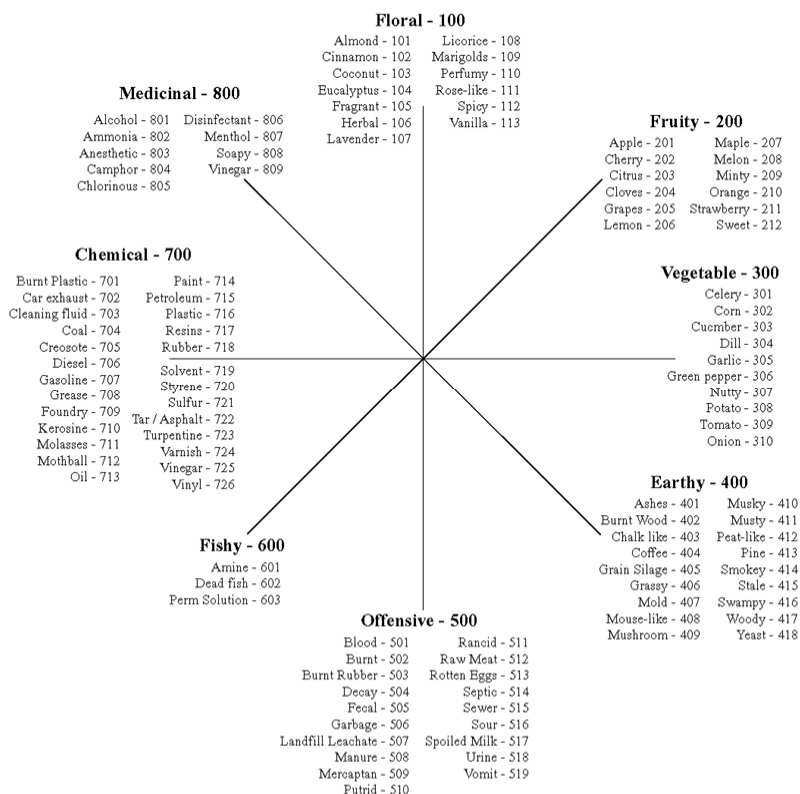 Floral - 100
Almond - 101
Cinnamon - 102
Coconut - 103
Eucalyptus - 104
Fragrant - 105
Herbal - 106
Lavender - 107
Licorice - 108
Marigolds - 109
Perfumy - 110
Rose-like - 111
Spicy - 112
Vanilla - 113
Fruity - 200
Apple - 201
Cherry - 202
Citrus - 203
Cloves - 204
Grapes - 205
Lemon - 206
Maple - 207
Melon - 208
Minty - 209
Orange - 210
Strawberry - 211
Sweet - 212
Vegetable - 300
Celery - 301
Corn - 302
Cucmber - 303
Dill - 304
Garlic - 305
Green pepper - 306
Nutty - 307
Potato - 308
Tomato - 309
Onion - 310
Earthy - 400
Ashes - 401
Burnt Wood - 402
Chalk like - 403
Coffee - 404
Grain Silage - 405
Grassy - 406
Mold - 407
Mouse-like - 408
Mushroom - 409
Musky - 410
Musty - 411
Peat-like - 412
Pine - 413
Smokey - 414
Stale - 415
Swampy - 416
Woody - 417
Yeast - 418
Offensive - 500
Blood - 501
Burnt - 502
Burnt Rubber - 503
Decay - 504
Fecal - 505
Garbage - 506
Landfill Leachate - 507
Manure - 508
Mercaptan - 509
Putrid - 510
Rancid - 511
Raw Meat - 512
Rotten Eggs - 513
Septic - 514
Sewer - 515
Sour - 516
Spoiled Milk - 517
Urine - 518
Vomit - 519
Fishy - 600
Amine - 601
Dead fish - 602
Perm Solution - 603
Chemical - 700
Burnt Plastic - 701
Car exhaust - 702
Cleaning fluid - 703
Coal - 704
Creosote - 705
Diesel - 706
Gasoline - 707
Grease - 708
Foundry - 709
Kerosine - 710
Molasses - 711
Mothball - 712
Oil - 713
Paint - 714
Petroleum - 715
Plastic - 716
Resins - 717
Rubber - 718
Solvent - 719
Styrene - 720
Sulfur - 721
Tar / Asphalt - 722
Turpentine - 723
Varnish - 724
Vinegar - 725
Vinyl - 726
Medicinal - 800
Alcohol - 801
Ammonia - 802
Anesthetic - 803
Camphor - 804
Chlorinous - 805
Disinfectant - 806
Menthol - 807
Soapy - 808
Vinegar - 809